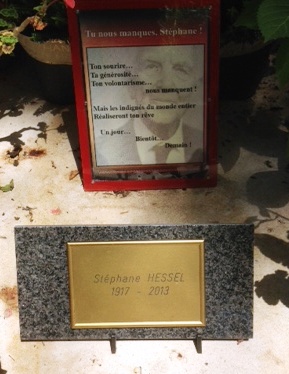 Tu nous manques, Stéphane !
Ton sourire...
Ta générosité...
Ton volontarisme...
nous manquent !
Mais les indignés du monde entier
Réaliseront ton rêve
Un jour...
Bientôt...
Demain !
Stéphane HESSEL
1917 - 2013